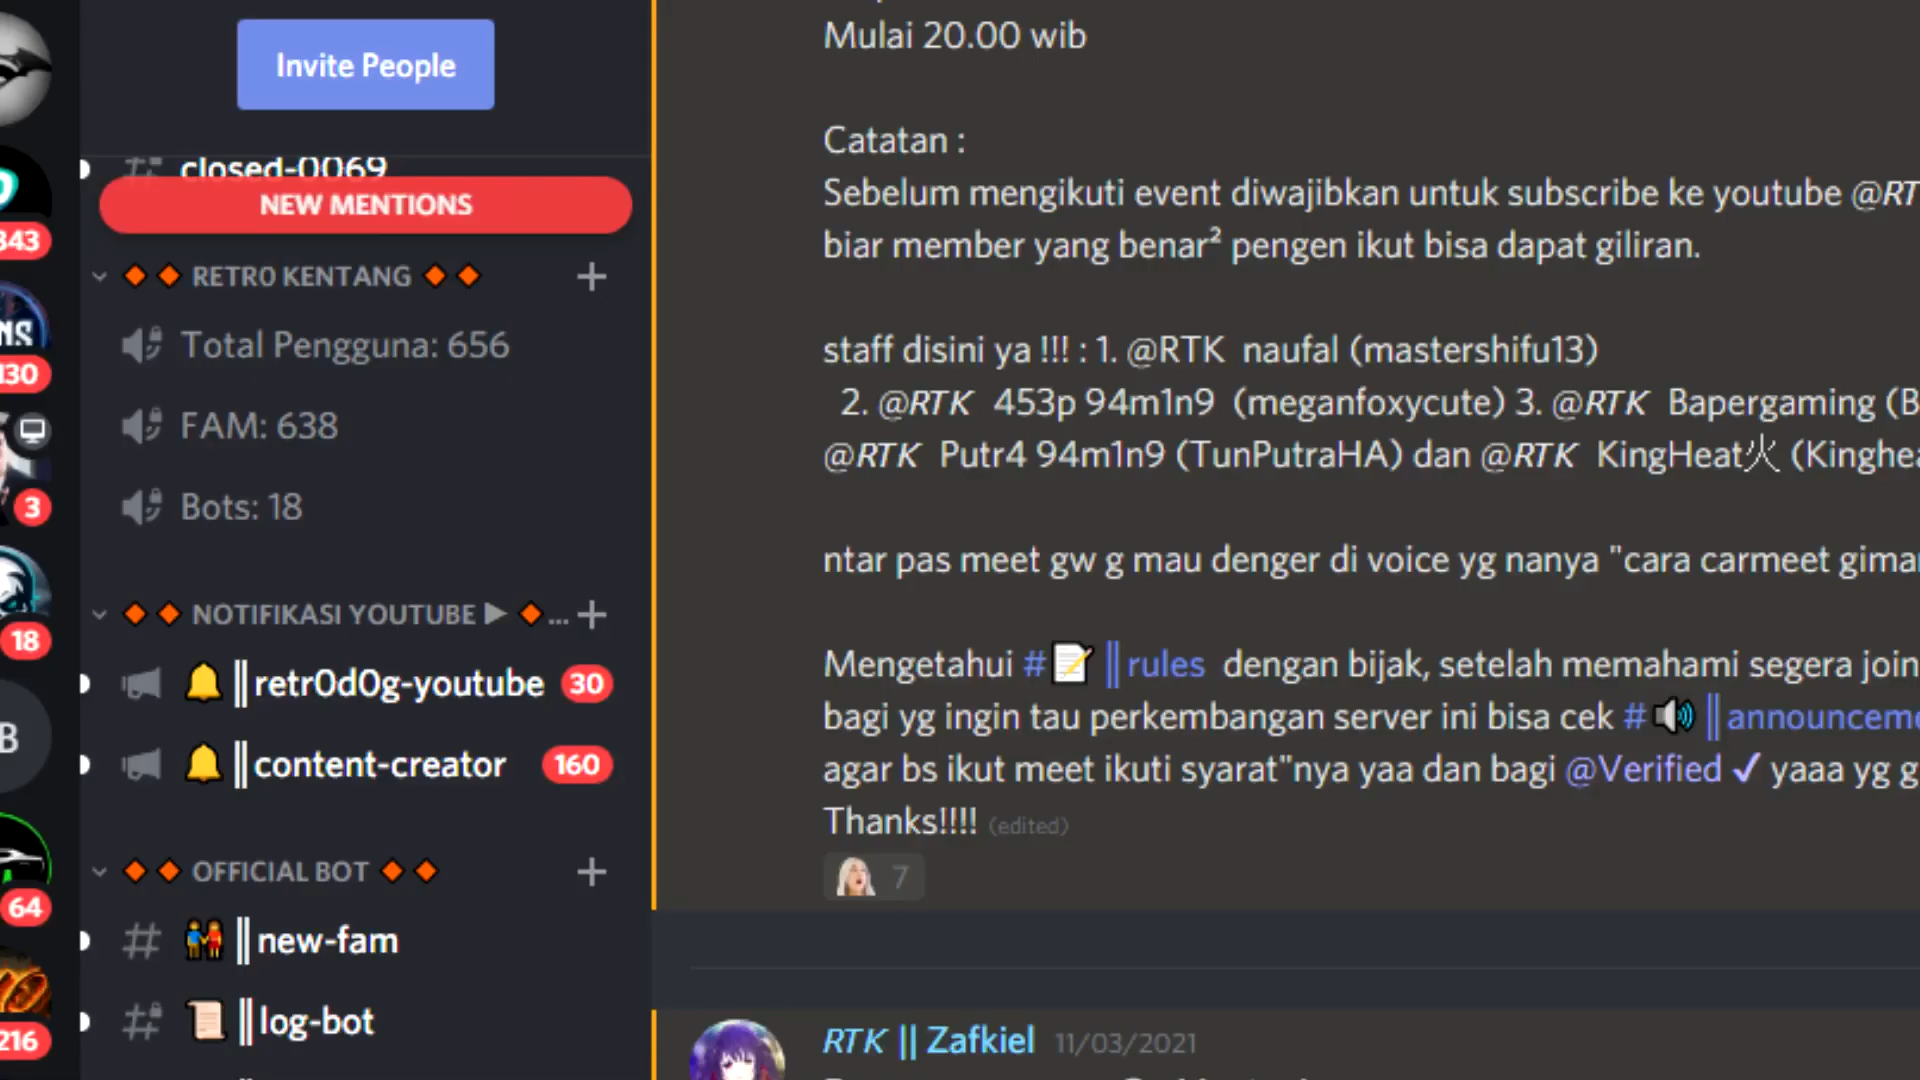 Invite People
closed-0069
NEW MENTIONS
RETR0 KENTANG
Total Pengguna: 656
FAM: 638
Bots: 18
NOTIFIKASI YOUTUBE ...
||retr0d0g-youtube 30
||content-creator 160
OFFICIAL BOT
||new-fam
||log-bot
343
130
NS
3
18
B
64
216
Mulai 20.00 wib
Catatan :
Sebelum mengikuti event diwajibkan untuk subscribe ke youtube @RT
biar member yang benar² pengen ikut bisa dapat giliran.
staff disini ya !!! : 1. @RTK naufal (mastershifu13)
2. @RTK 453p 94m1n9 (meganfoxycute) 3. @RTK Bapergaming (B
@RTK Putr4 94m1n9 (TunPutraHA) dan @RTK KingHeat火 (Kinghea
ntar pas meet gw g mau denger di voice yg nanya "cara carmeet gima
Mengetahui #||rules dengan bijak, setelah memahami segera join
bagi yg ingin tau perkembangan server ini bisa cek #||announceme
agar bs ikut meet ikuti syarat"nya yaa dan bagi @Verified ✓ yaaa yg g
Thanks!!!! (edited)
7
RTK || Zafkiel 11/03/2021